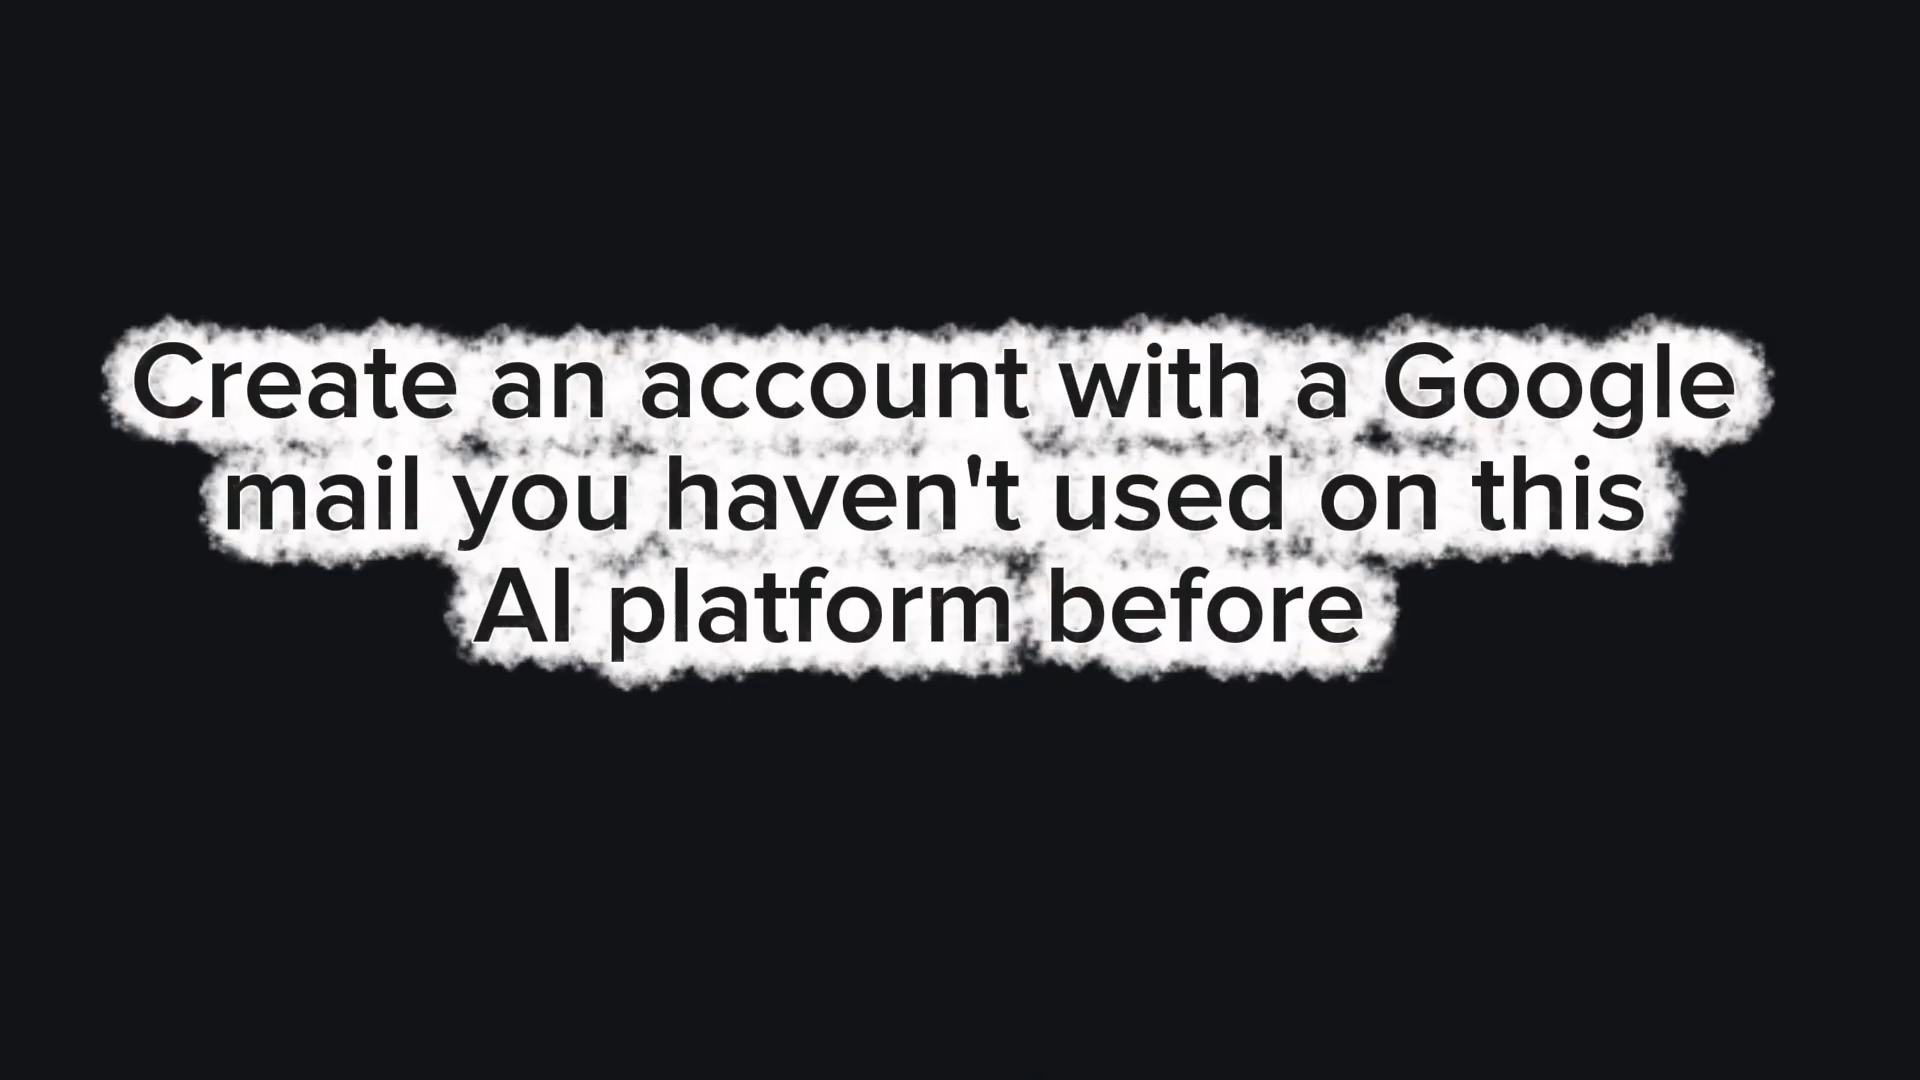 Create an account with a Google
mail you haven't used on this
AI platform before